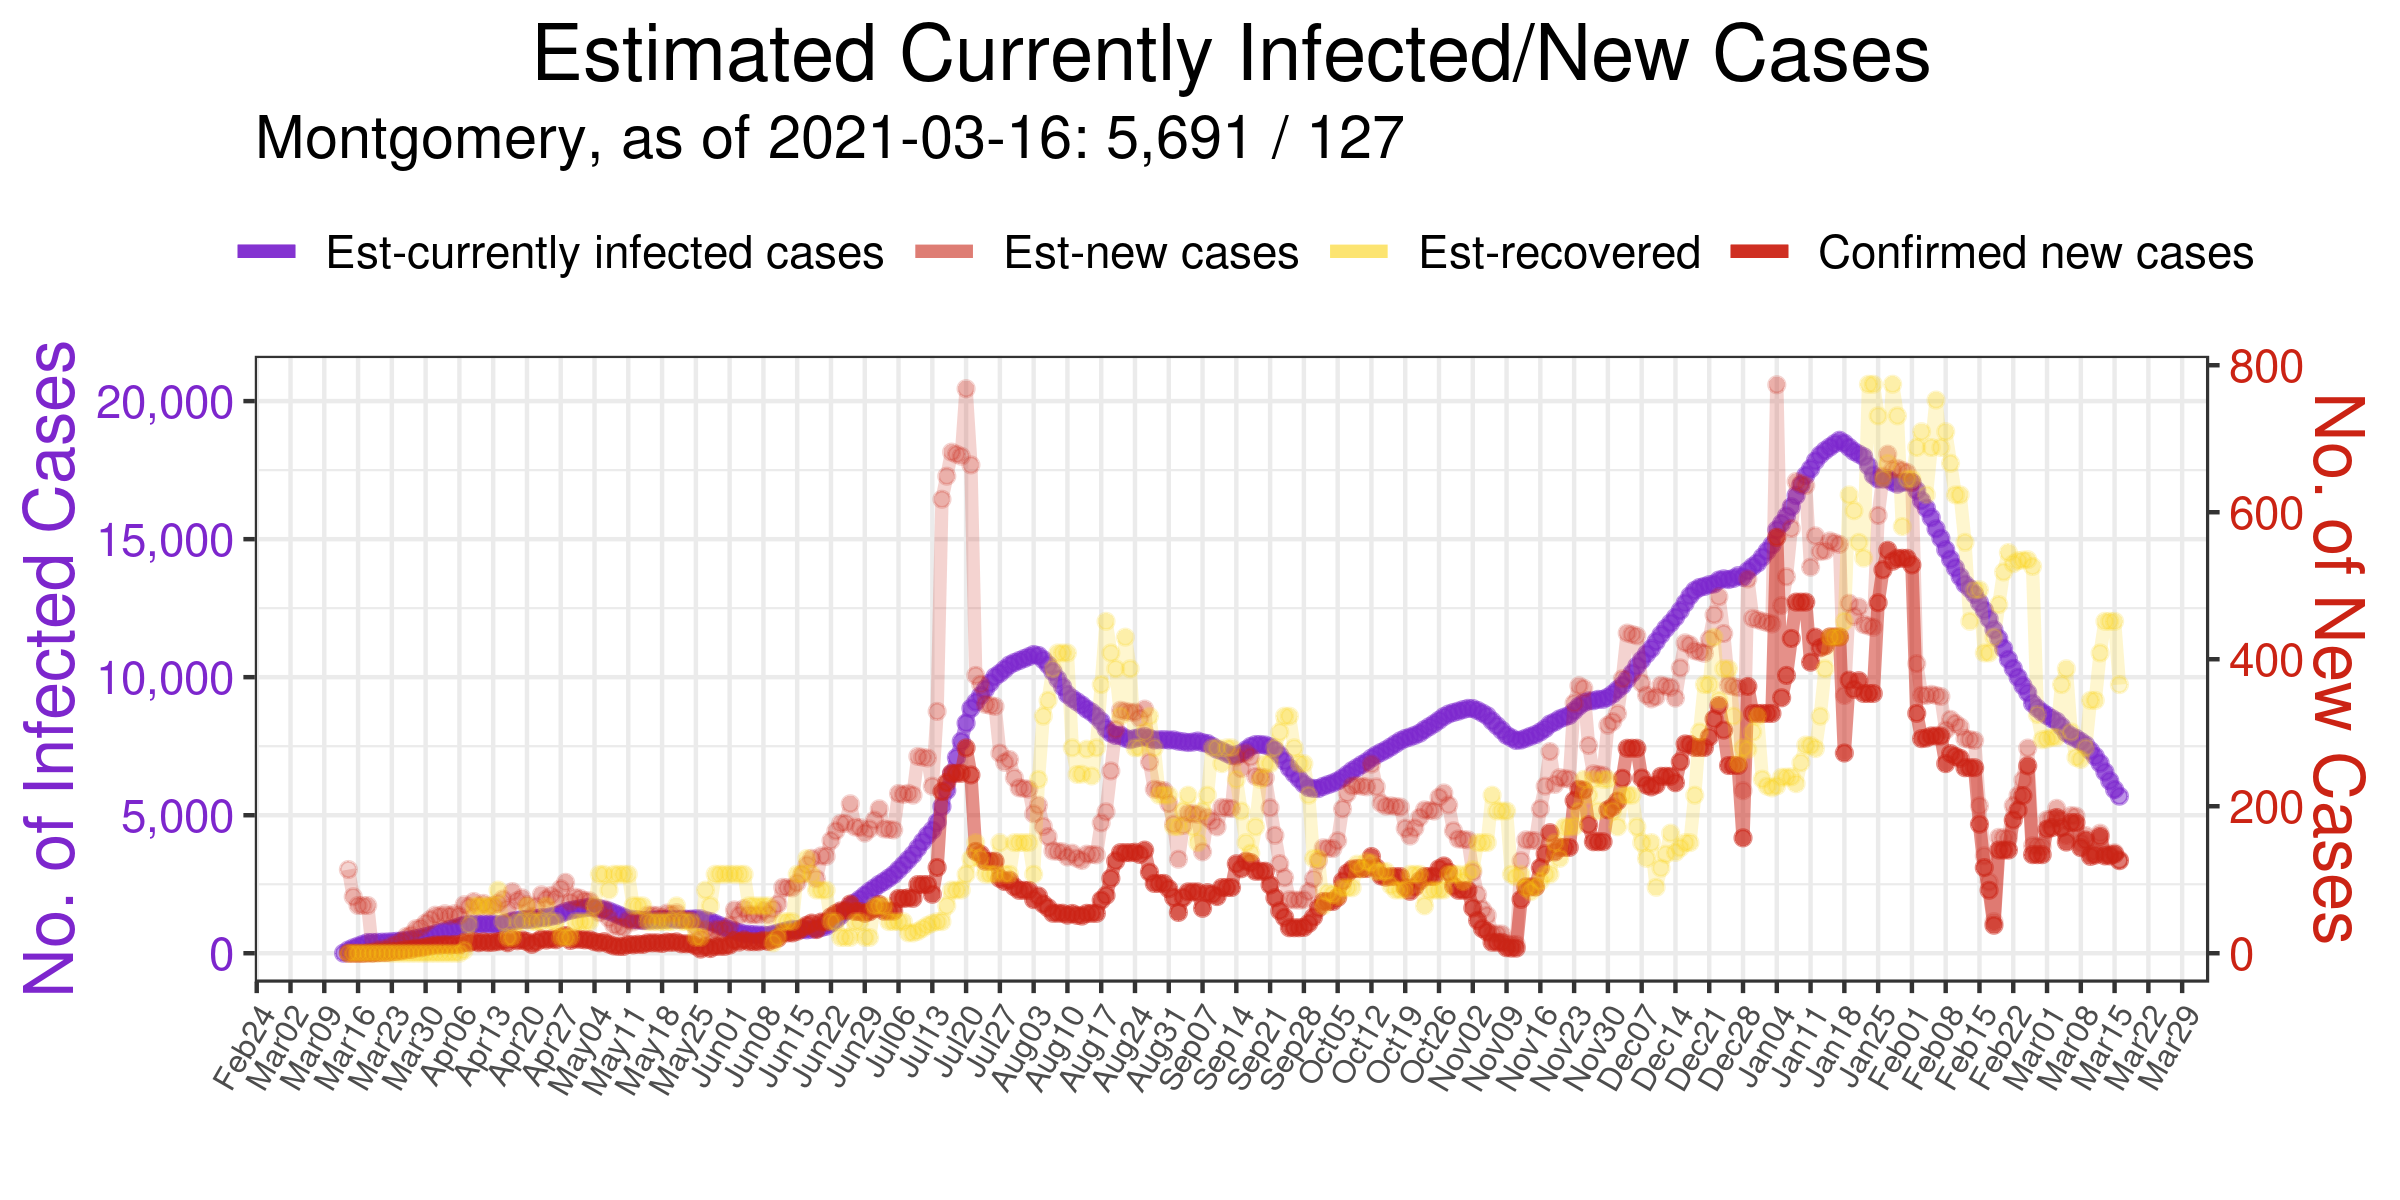 Estimated Currently Infected/New Cases
Montgomery, as of 2021-03-16: 5,691 / 127
Est-currently infected cases Est-new cases Est-recovered Confirmed new cases
No. of Infected Cases
20,000
15,000
10,000
5,000
0
800
600
400
200
0
No. of New Cases
Feb24 Mar02 Mar09 Mar16 Mar23 Mar30 Apr06 Apr13 Apr20 Apr27 May04 May11 May18 May25 Jun01 Jun08 Jun15 Jun22 Jun29 Jul06 Jul13 Jul20 Jul27 Aug03 Aug10 Aug17 Aug24 Aug31 Sep07 Sep14 Sep21 Sep28 Oct05 Oct12 Oct19 Oct26 Nov02 Nov09 Nov16 Nov23 Nov30 Dec07 Dec14 Dec21 Dec28 Jan04 Jan11 Jan18 Jan25 Feb01 Feb08 Feb15 Feb22 Mar01 Mar08 Mar15 Mar22 Mar29